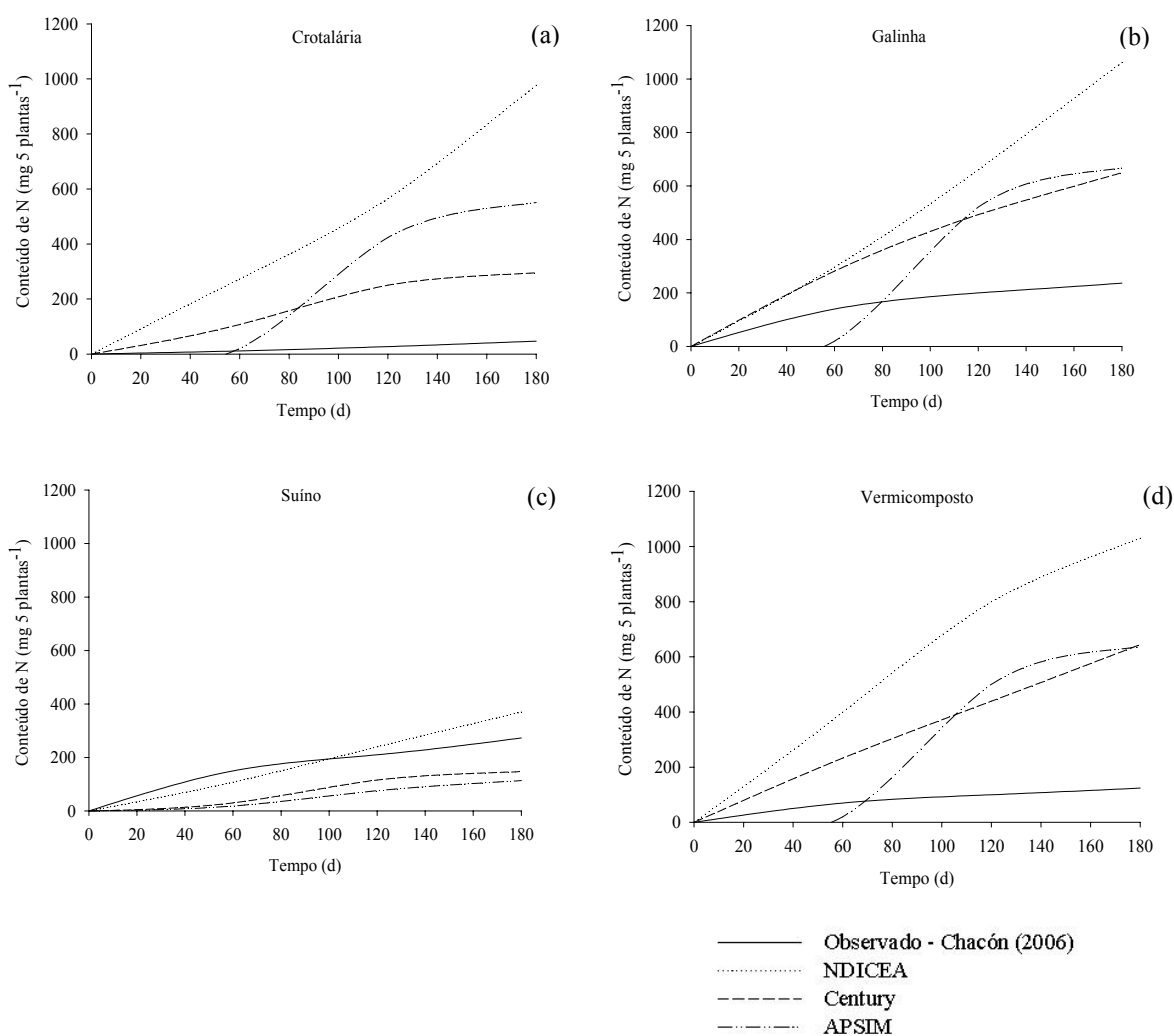 Crotalária
(a)
1200
1000
800
600
400
200
0
Conteúdo de N (mg 5 plantas-1)
0 20 40 60 80 100 120 140 160 180
Tempo (d)
Galinha
(b)
1200
1000
800
600
400
200
0
Conteúdo de N (mg 5 plantas-1)
0 20 40 60 80 100 120 140 160 180
Tempo (d)
Suíno
(c)
1200
1000
800
600
400
200
0
Conteúdo de N (mg 5 plantas-1)
0 20 40 60 80 100 120 140 160 180
Tempo (d)
Vermicomposto
(d)
1200
1000
800
600
400
200
0
Conteúdo de N (mg 5 plantas-1)
0 20 40 60 80 100 120 140 160 180
Tempo (d)
Observado - Chacón (2006)
NDICEA
Century
APSIM